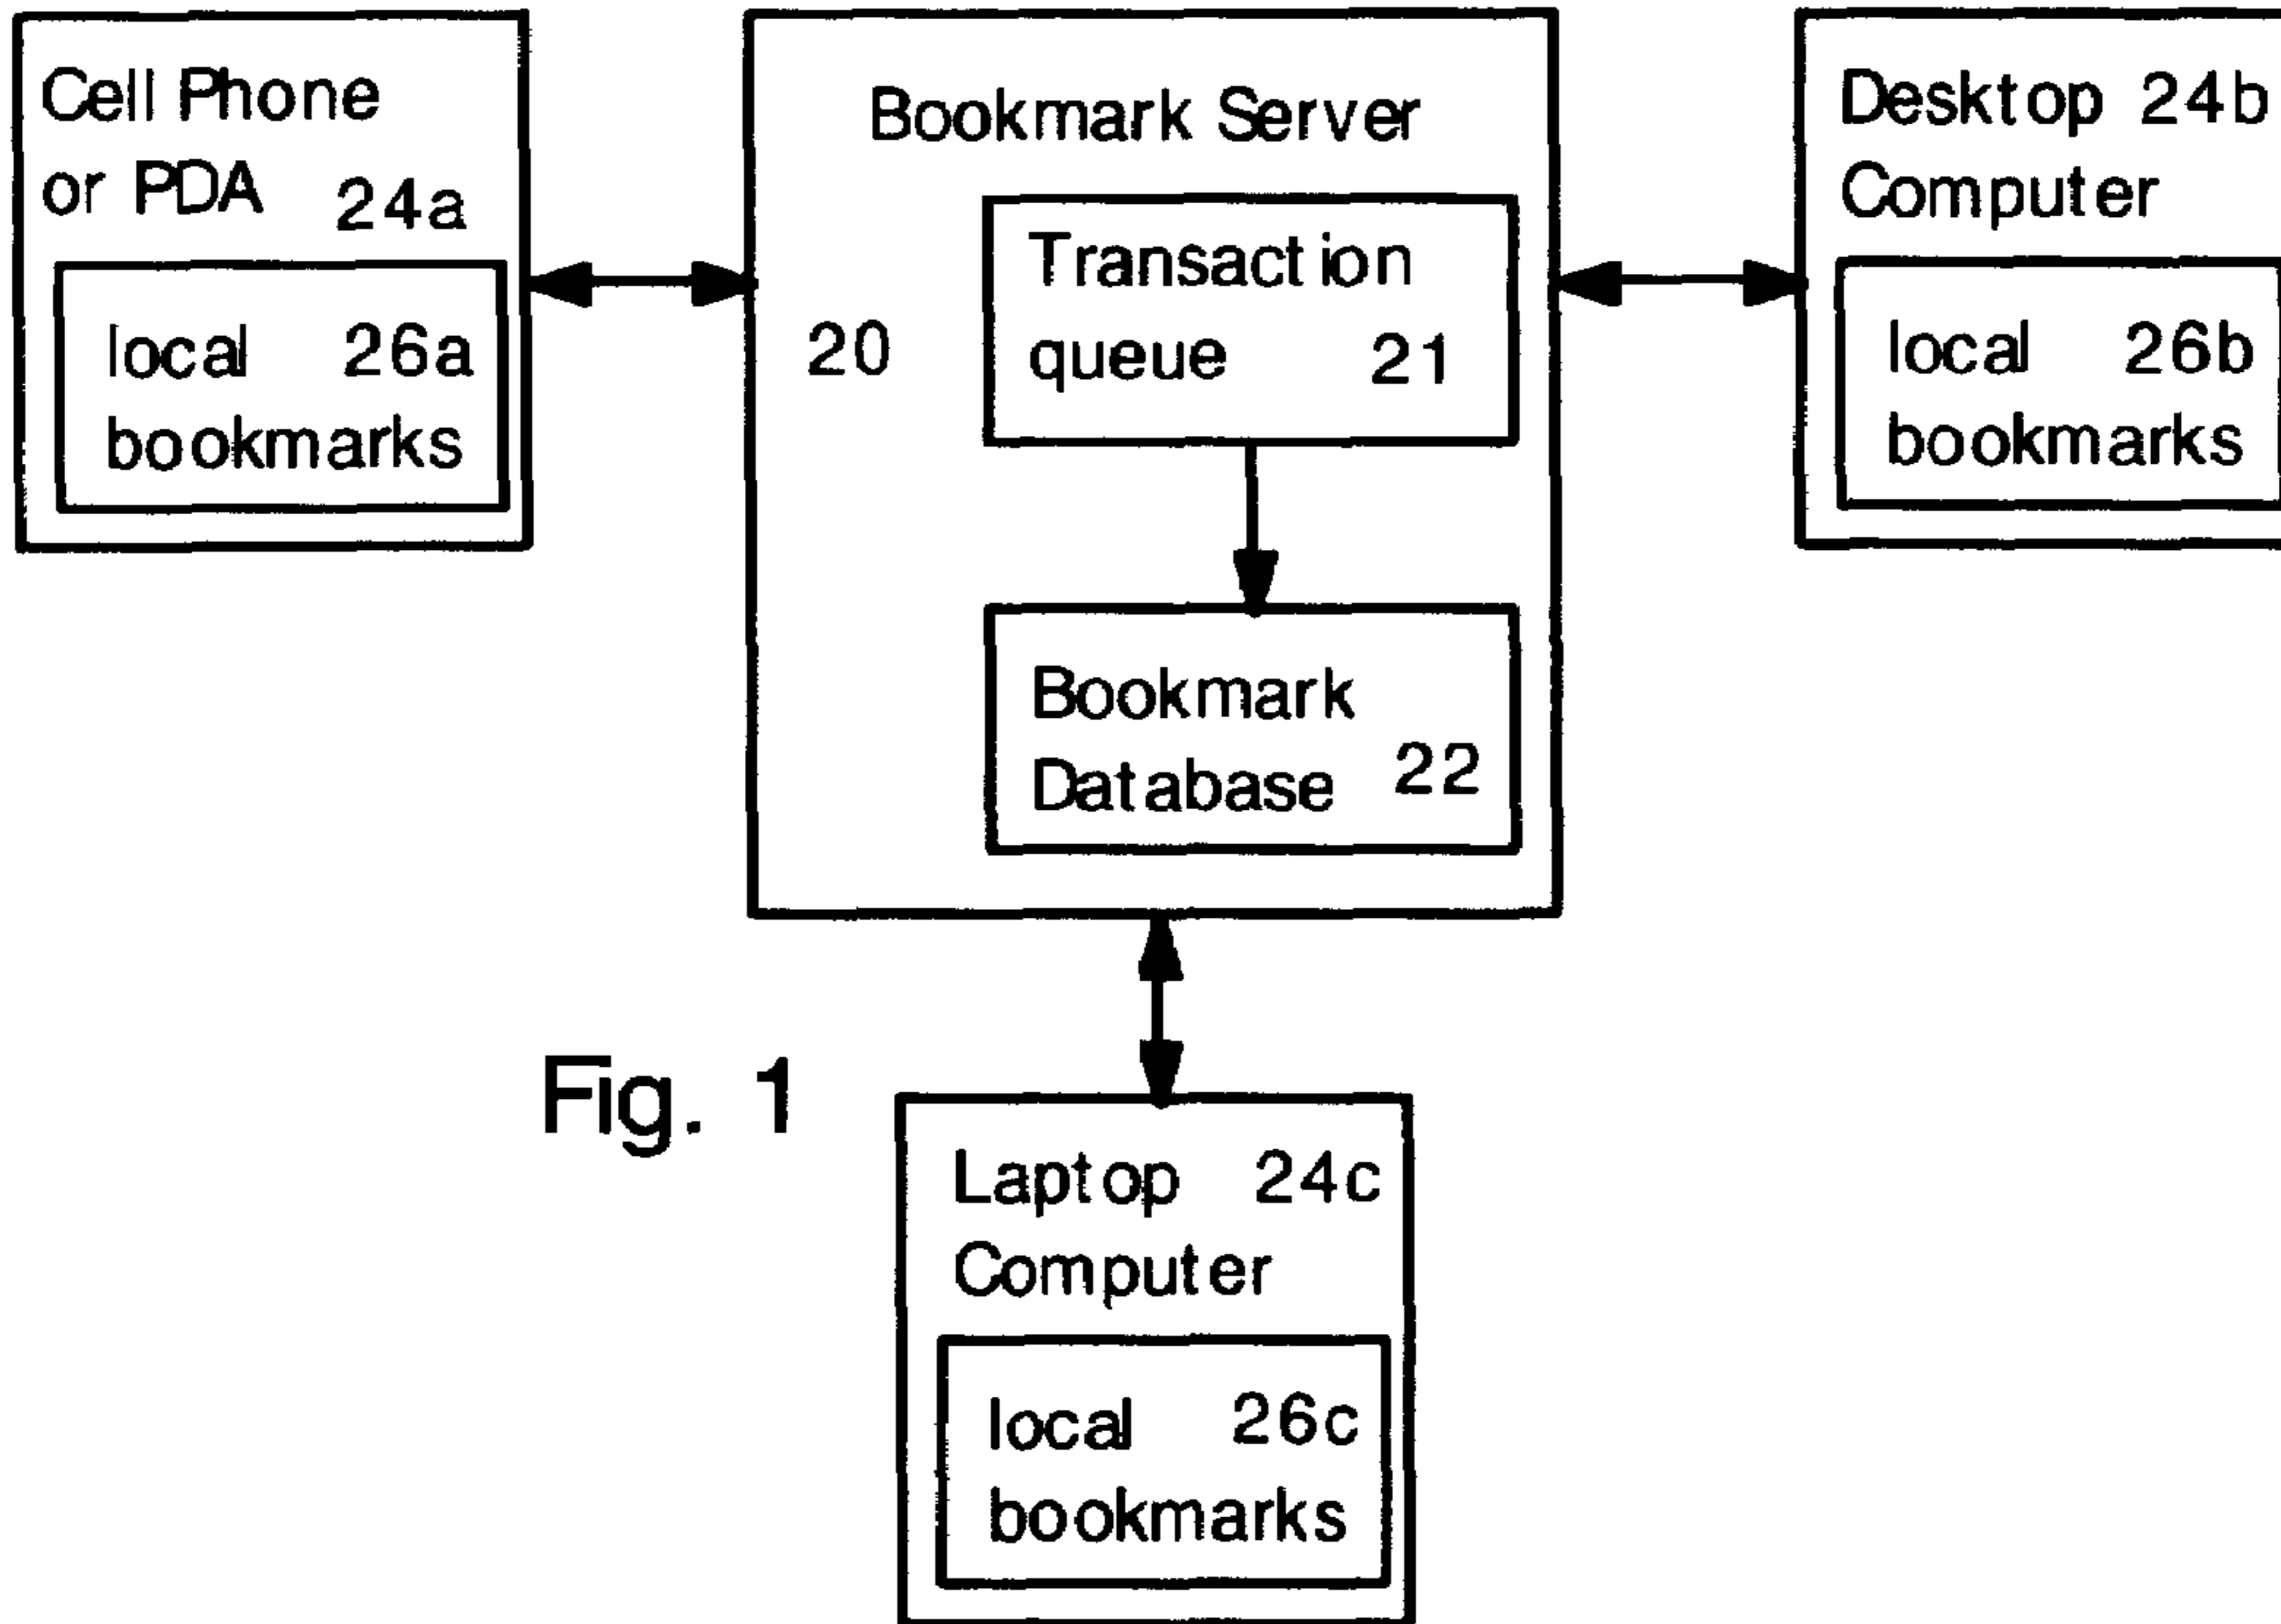 Cell Phone
or PDA 24a
local 26a
bookmarks
Bookmark Server
20
Transaction
queue 21
Bookmark
Database 22
Desktop 24b
Computer
local 26b
bookmarks
Fig. 1
Laptop 24c
Computer
local 26c
bookmarks